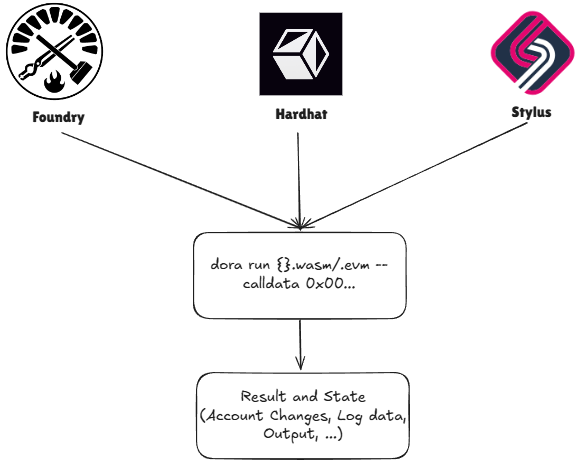 Foundry
Hardhat
Stylus
dora run {}.wasm/.evm --
calldata 0x00...
Result and State
(Account Changes, Log data,
Output, ...)